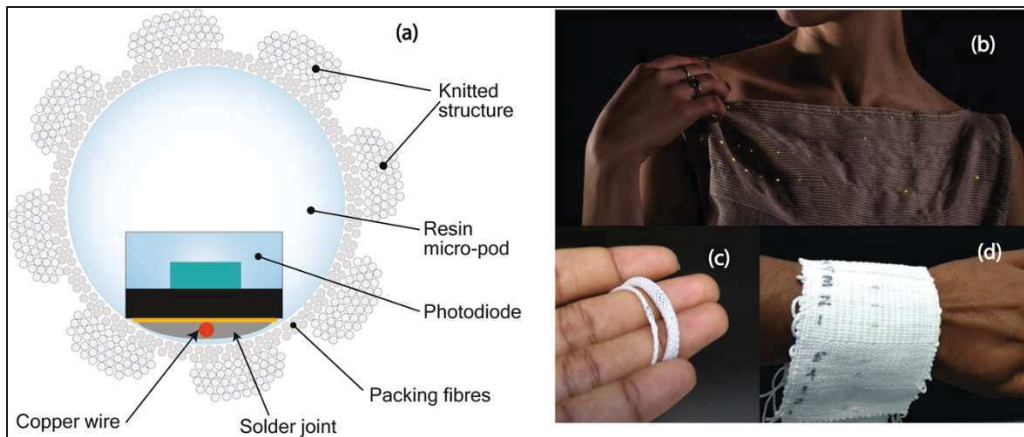 (a)
Knitted
structure
Resin
micro-pod
Photodiode
Packing fibres
Copper wire
Solder joint
(b)
(c)
(d)